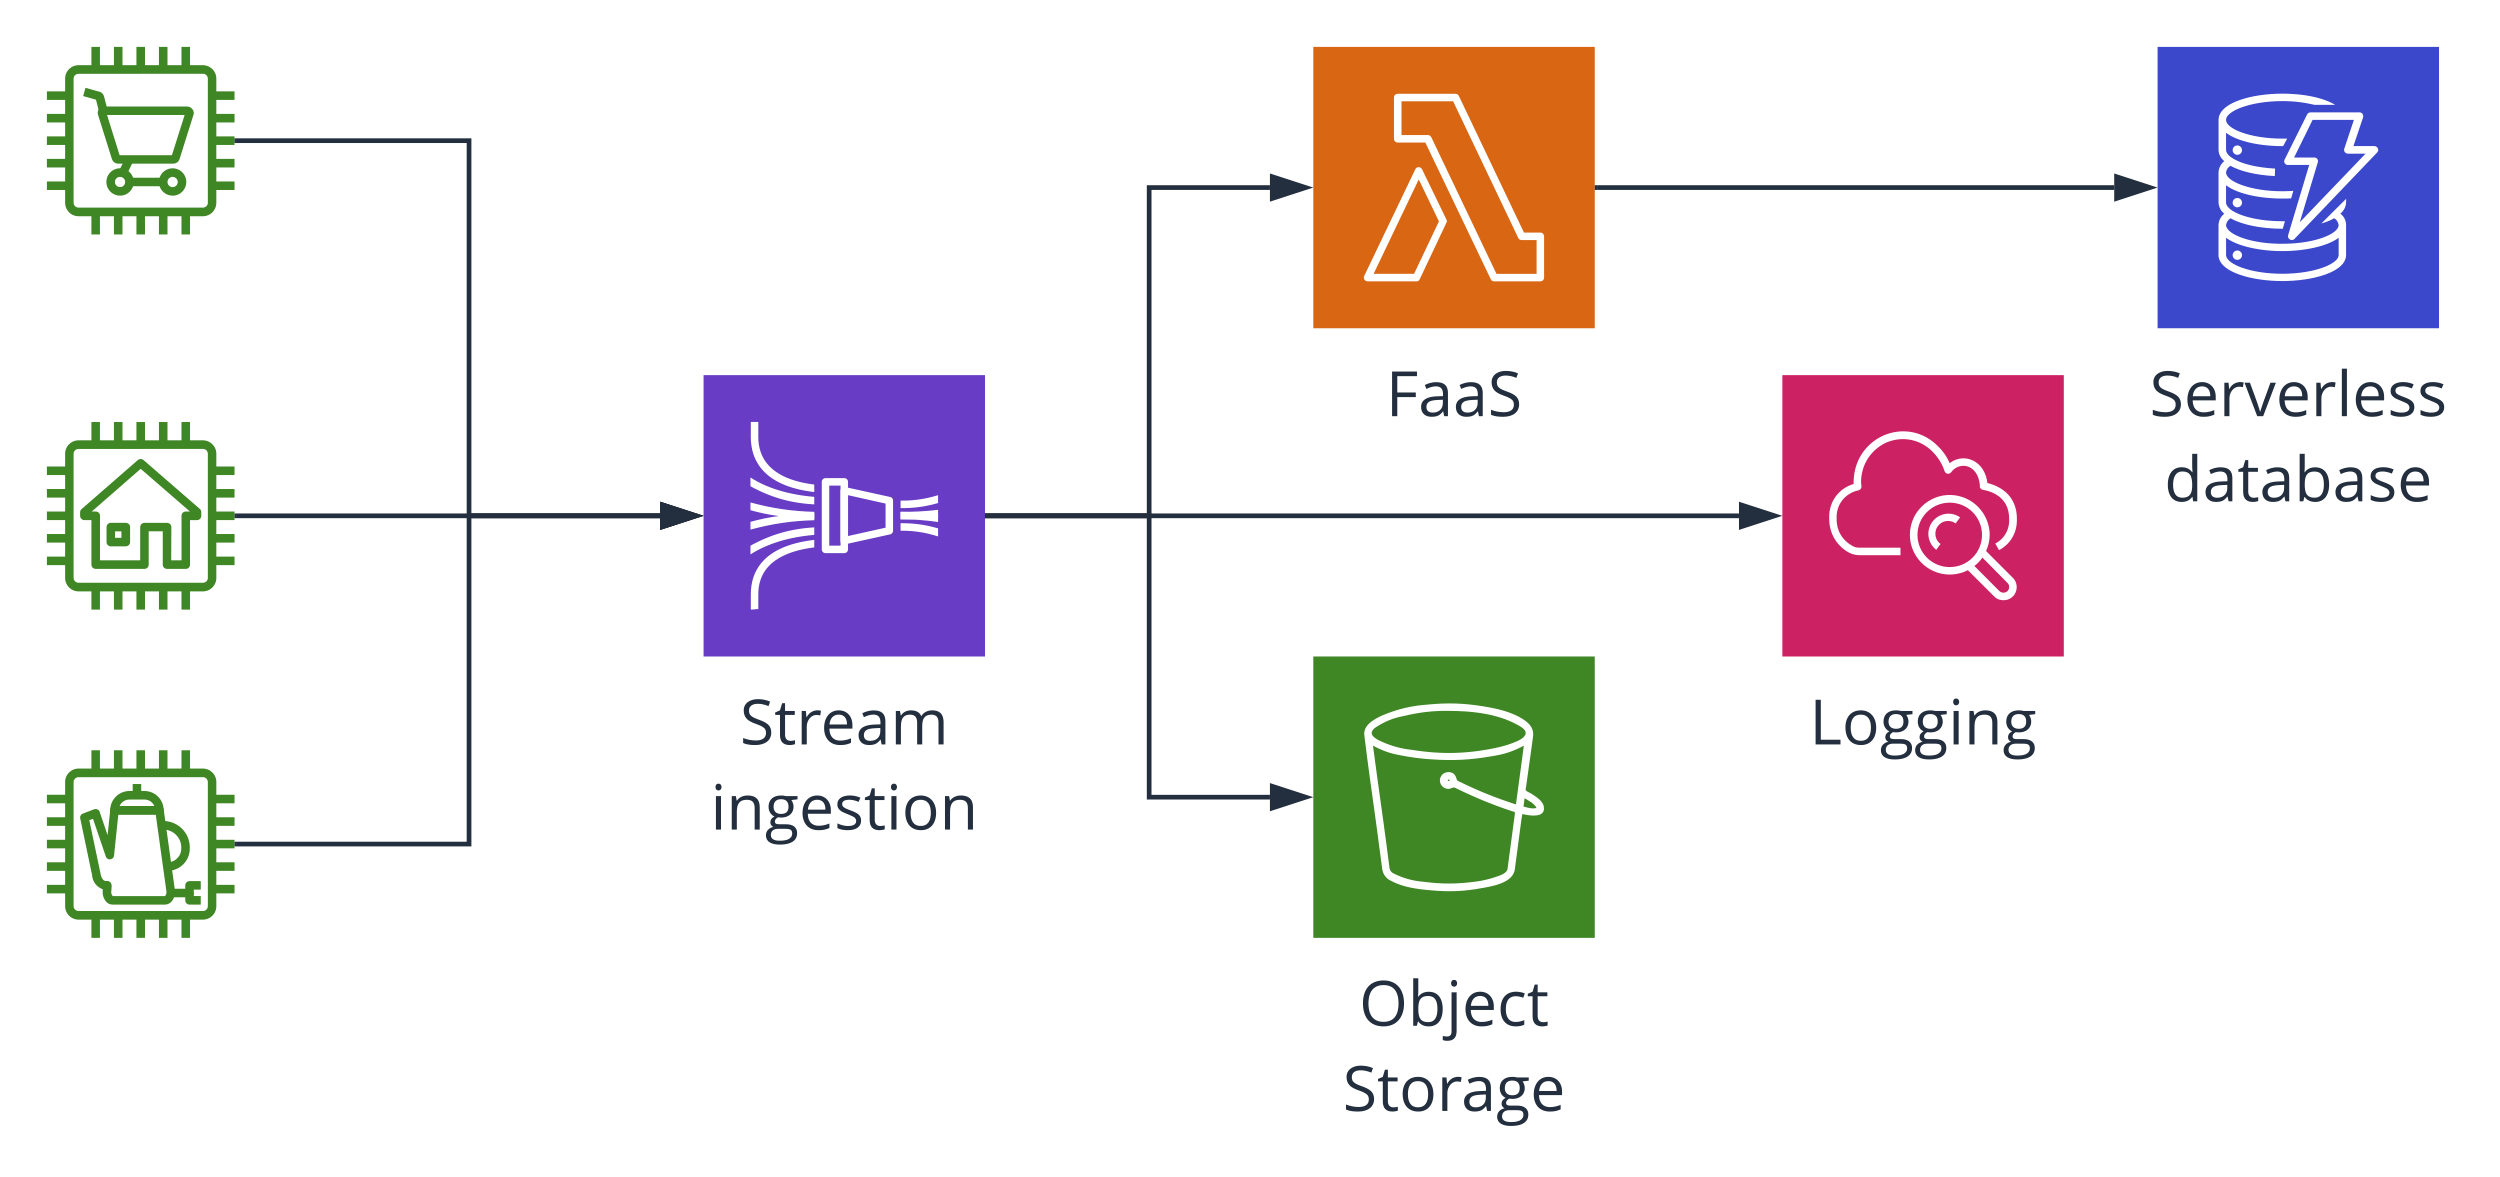 FaaS
Serverless
database
Stream
ingestion
Logging
Object
Storage